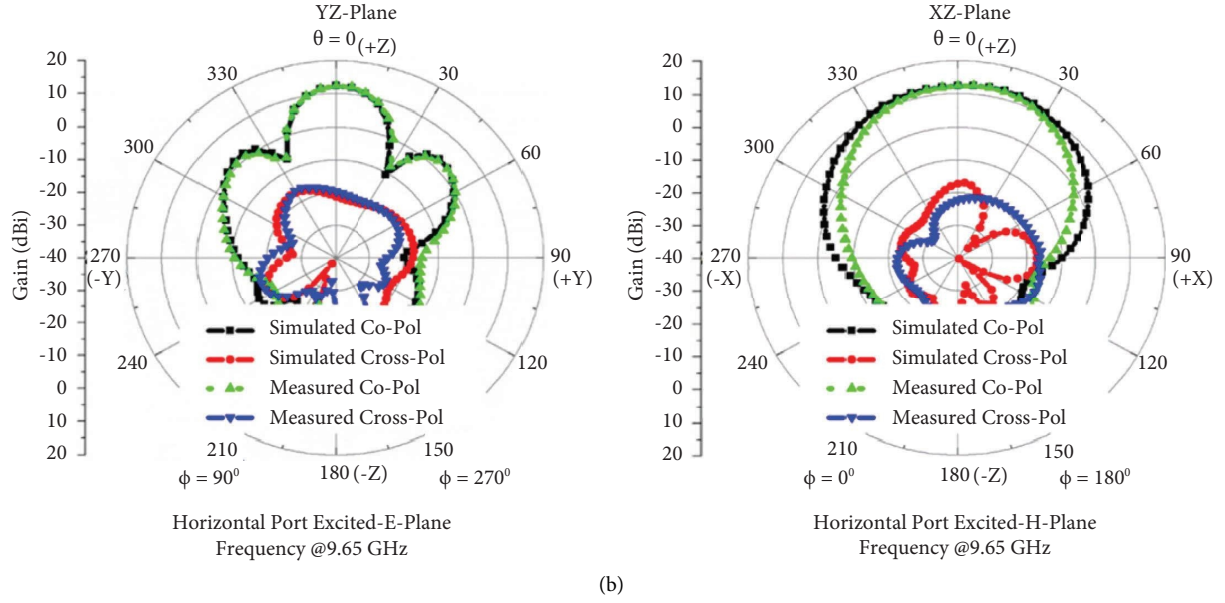 YZ-Plane
θ = 0 (+Z)
20
10
0
-10
-20
-30
-40
-30
-20
-10
0
10
20
Gain (dBi)
330
30
300
60
270
(-Y)
90
(+Y)
240
120
210
150
180 (-Z)
ϕ = 90⁰
ϕ = 270⁰
Simulated Co-Pol
Simulated Cross-Pol
Measured Co-Pol
Measured Cross-Pol
Horizontal Port Excited-E-Plane
Frequency @9.65 GHz
XZ-Plane
θ = 0 (+Z)
20
10
0
-10
-20
-30
-40
-30
-20
-10
0
10
20
Gain (dBi)
330
30
300
60
270
(-X)
90
(+X)
240
120
210
150
180 (-Z)
ϕ = 0⁰
ϕ = 180⁰
Simulated Co-Pol
Simulated Cross-Pol
Measured Co-Pol
Measured Cross-Pol
Horizontal Port Excited-H-Plane
Frequency @9.65 GHz
(b)